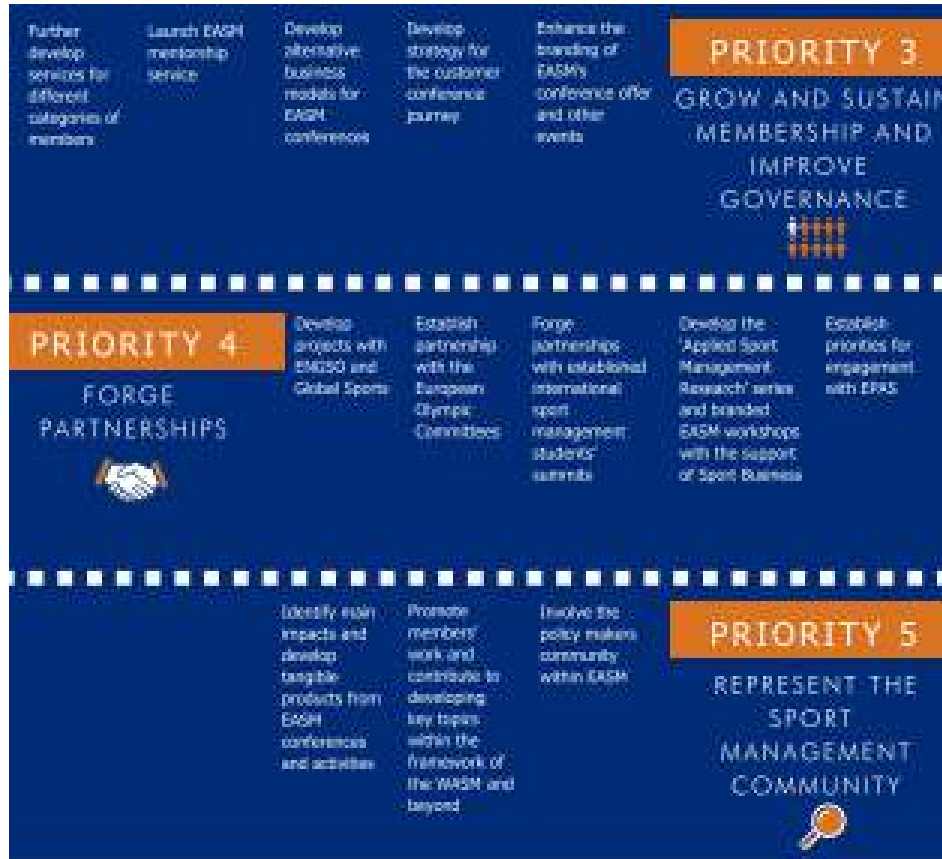 Further
develop
services for
different
categories of
members
Launch EASM
mentorship
service
Develop
alternative
business
models for
EASM
conferences
Develop
strategy for
the customer
conference
journey
Enhance the
branding of
EASM's
conference offer
and other
events
PRIORITY 3
GROW AND SUSTAIN
MEMBERSHIP AND
IMPROVE
GOVERNANCE
PRIORITY 4
FORGE
PARTNERSHIPS
Develop
projects with
ENGSO and
Global Sports
Establish
partnership
with the
European
Olympic
Committees
Forge
partnerships
with established
international
sport
management
students'
summits
Develop the
'Applied Sport
Management
Research' series
and branded
EASM workshops
with the support
of Sport Business
Establish
priorities for
engagement
with EPAS
Identify main
impacts and
develop
tangible
products from
EASM
conferences
and activities
Promote
members'
work and
contribute to
developing
key topics
within the
framework of
the WASM and
beyond
Involve the
policy makers
community
within EASM
PRIORITY 5
REPRESENT THE
SPORT
MANAGEMENT
COMMUNITY